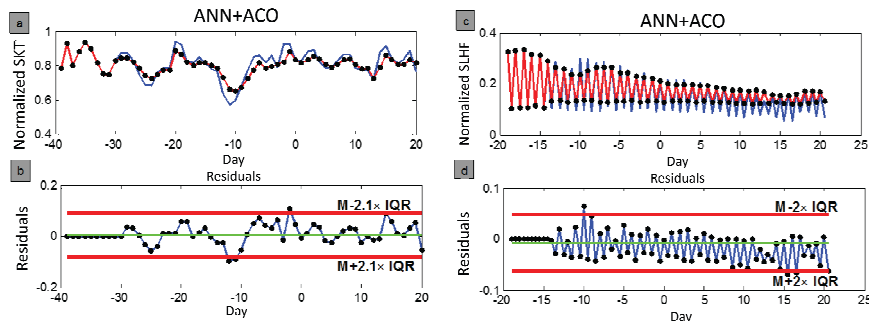 a
ANN+ACO
Normalized SKT
1
0.8
0.6
0.4
-40 -30 -20 -10 0 10 20
Day
b
Residuals
Residuals
0.2
0
0.2
M-2.1× IQR
M+2.1× IQR
-40 -30 -20 -10 0 10 20
Day
c
ANN+ACO
Normalized SLHF
0.4
0.2
0
-20 -15 -10 -5 0 5 10 15 20 25
Day
d
Residuals
Residuals
0.1
0
-0.1
M-2× IQR
M+2× IQR
-20 -15 -10 -5 0 5 10 15 20 25
Day